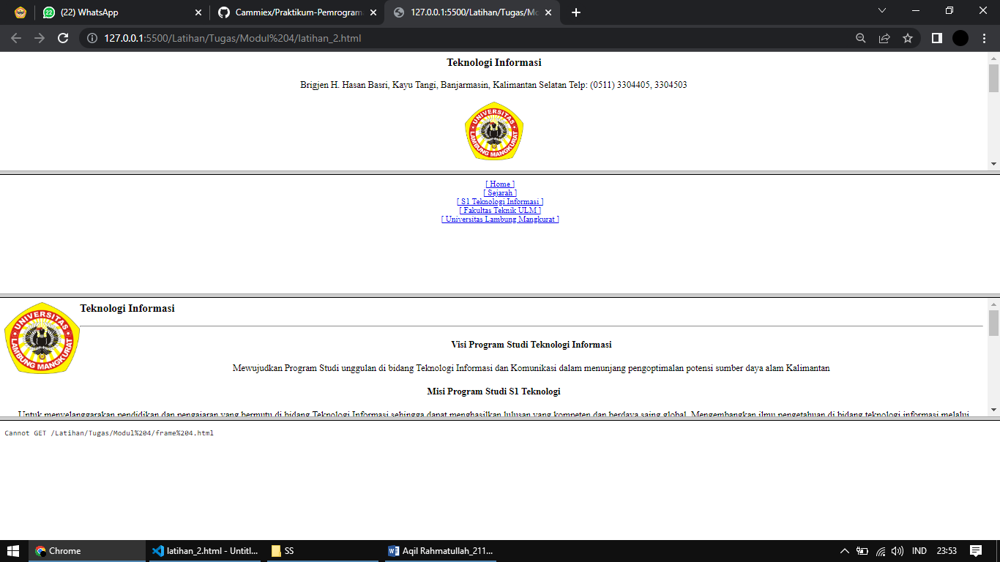 (22) WhatsApp
Cammiex/Praktikum-Pemrogram
127.0.0.1:5500/Latihan/Tugas/Mo
127.0.0.1:5500/Latihan/Tugas/Modul%204/latihan_2.html
Teknologi Informasi
Brigjen H. Hasan Basri, Kayu Tangi, Banjarmasin, Kalimantan Selatan Telp: (0511) 3304405, 3304503
UNIVERSITAS
LAMBUNG MANGKURAT
[ Home ]
[ Sejarah ]
[ S1 Teknologi Informasi ]
[ Fakultas Teknik ULM ]
[ Universitas Lambung Mangkurat ]
UNIVERSITAS
LAMBUNG MANGKURAT
Teknologi Informasi
Visi Program Studi Teknologi Informasi
Mewujudkan Program Studi unggulan di bidang Teknologi Informasi dan Komunikasi dalam menunjang pengoptimalan potensi sumber daya alam Kalimantan
Misi Program Studi S1 Teknologi
Untuk menyelanggarakan pendidikan dan pengajaran yang bermutu di bidang Teknologi Informasi sehingga dapat menghasilkan lulusan yang kompeten dan berdaya saing global. Mengembangkan ilmu pengetahuan di bidang teknologi informasi melalui
Cannot GET /Latihan/Tugas/Modul%204/frame%204.html
Chrome
latihan_2.html - Untitl...
SS
Aqil Rahmatullah_211...
IND
23:53